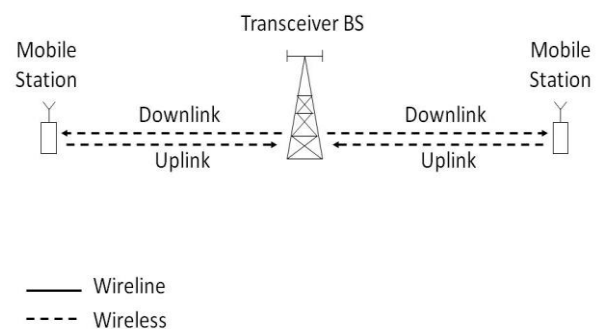 Transceiver BS
Mobile
Station
Mobile
Station
Downlink
Downlink
Uplink
Uplink
Wireline
Wireless